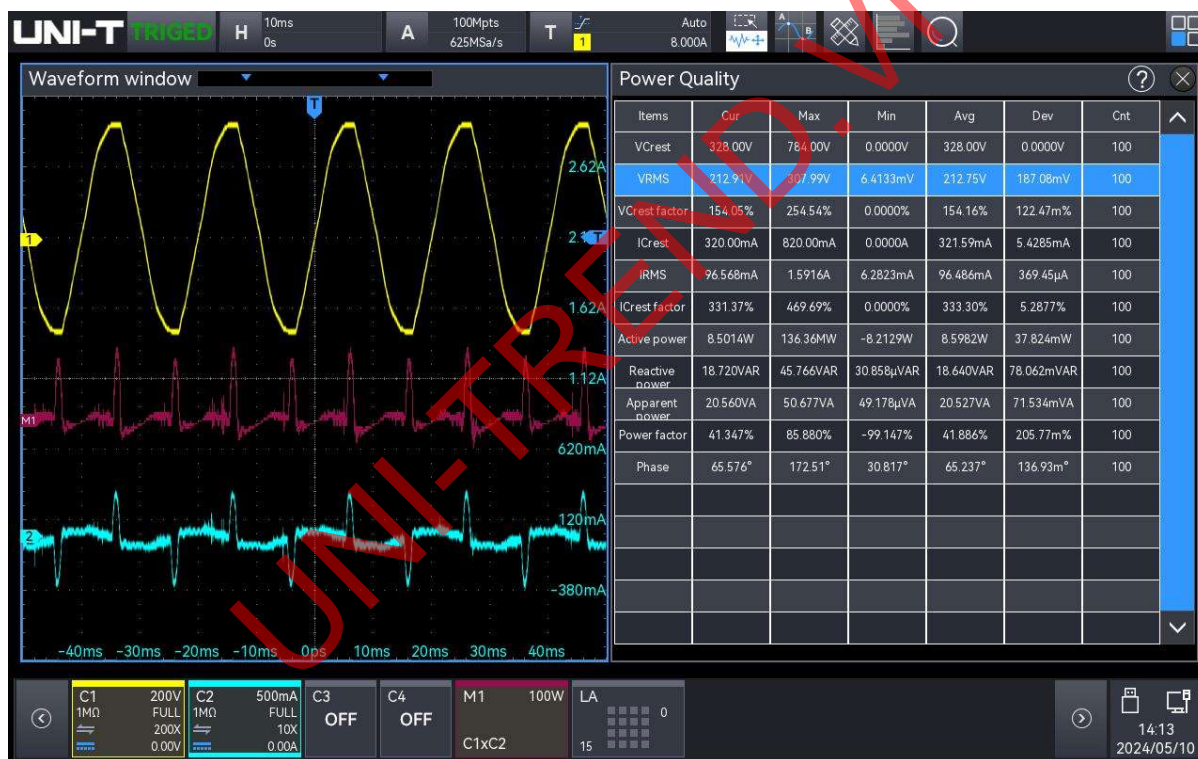 UNI-T TRIGED H 10ms 0s A 100Mpts 625MSa/s T 1 Auto 8.000A A B
Waveform window
Power Quality ?
T
Items Cur Max Min Avg Dev Cnt
VCrest 328.00V 784.00V 0.0000V 328.00V 0.0000V 100
VRMS 212.91V 307.99V 6.4133mV 212.75V 187.08mV 100
VCrest factor 154.05% 254.54% 0.0000% 154.16% 122.47m% 100
ICrest 320.00mA 820.00mA 0.0000A 321.59mA 5.4285mA 100
IRMS 96.568mA 1.5916A 6.2823mA 96.486mA 369.45μA 100
ICrest factor 331.37% 469.69% 0.0000% 333.30% 5.2877% 100
Active power 8.5014W 136.36MW -8.2129W 8.5982W 37.824mW 100
Reactive power 18.720VAR 45.766VAR 30.858μVAR 18.640VAR 78.062mVAR 100
Apparent power 20.560VA 50.677VA 49.178μVA 20.527VA 71.534mVA 100
Power factor 41.347% 85.880% -99.147% 41.886% 205.77m% 100
Phase 65.576° 172.51° 30.817° 65.237° 136.93m° 100
2.62A
1
T
1.62A
1.12A
M1
620mA
120mA
2
-380mA
-40ms -30ms -20ms -10ms 0ps 10ms 20ms 30ms 40ms
UNI-TREND.
C1 200V
1MΩ FULL
200X
0.00V
C2 500mA
1MΩ FULL
10X
0.00A
C3
OFF
C4
OFF
M1 100W
C1xC2
LA
0
15
14:13
2024/05/10